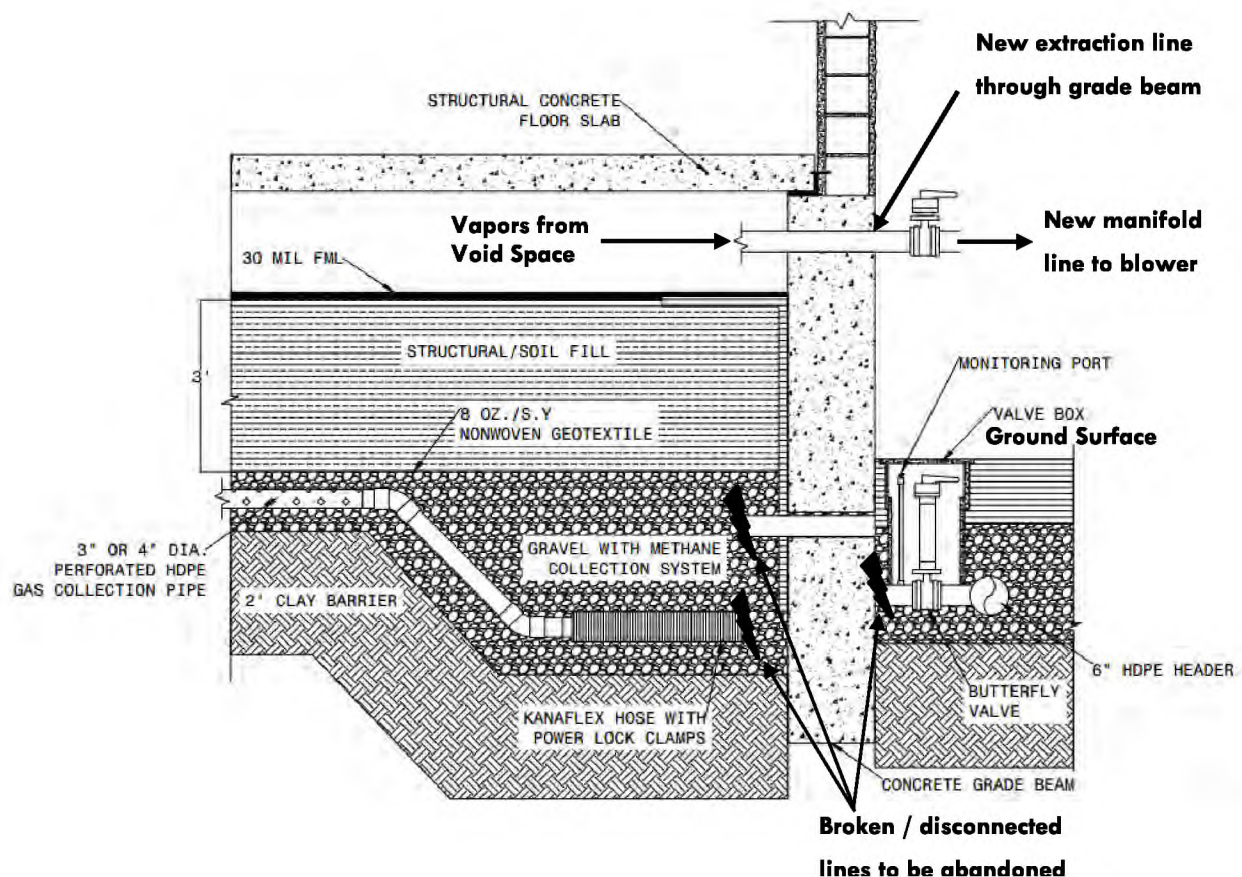 New extraction line
through grade beam
STRUCTURAL CONCRETE
FLOOR SLAB
Vapors from
Void Space
New manifold
line to blower
30 MIL FML
STRUCTURAL/SOIL FILL
3'
MONITORING PORT
8 OZ./S.Y
NONWOVEN GEOTEXTILE
VALVE BOX
Ground Surface
3" OR 4" DIA.
PERFORATED HDPE
GAS COLLECTION PIPE
GRAVEL WITH METHANE
COLLECTION SYSTEM
2' CLAY BARRIER
6" HDPE HEADER
BUTTERFLY
VALVE
KANAFLEX HOSE WITH
POWER LOCK CLAMPS
CONCRETE GRADE BEAM
Broken / disconnected
lines to be abandoned